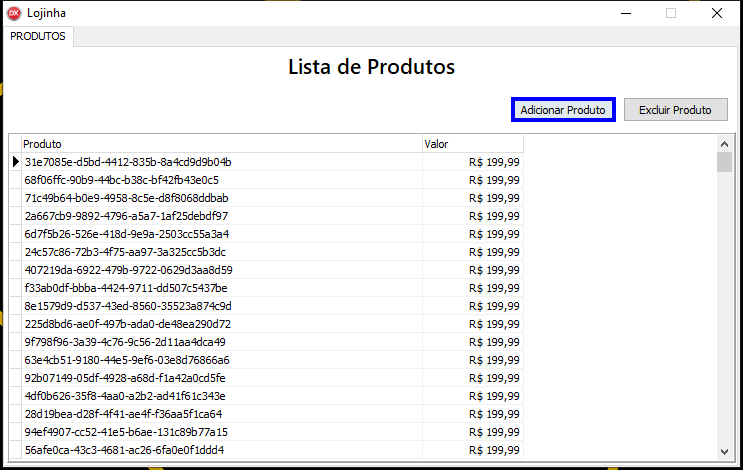 Lojinha
PRODUTOS
Lista de Produtos
Adicionar Produto Excluir Produto
Produto Valor
31e7085e-d5bd-4412-835b-8a4cd9d9b04b R$ 199,99
68f06ffc-90b9-44bc-b38c-bf42fb43e0c5 R$ 199,99
71c49b64-b0e9-4958-8c5e-d8f8068ddbab R$ 199,99
2a667cb9-9892-4796-a5a7-1af25debdf97 R$ 199,99
6d7f5b26-526e-418d-9e9a-2503cc55a3a4 R$ 199,99
24c57c86-72b3-4f75-aa97-3a325cc5b3dc R$ 199,99
407219da-6922-479b-9722-0629d3aa8d59 R$ 199,99
f33ab0df-bbba-4424-9711-dd507c5437be R$ 199,99
8e1579d9-d537-43ed-8560-35523a874c9d R$ 199,99
225d8bd6-ae0f-497b-ada0-de48ea290d72 R$ 199,99
9f798f96-3a39-4c76-9c56-2d11aa4dca49 R$ 199,99
63e4cb51-9180-44e5-9ef6-03e8d76866a6 R$ 199,99
92b07149-05df-4928-a68d-f1a42a0cd5fe R$ 199,99
4df0b626-35f8-4aa0-a2b2-ad41f61c343e R$ 199,99
28d19bea-d28f-4f41-ae4f-f36aa5f1ca64 R$ 199,99
94ef4907-cc52-41e5-b6ae-131c89b77a15 R$ 199,99
56afe0ca-43c3-4681-ac26-6fa0e0f1ddd4 R$ 199,99